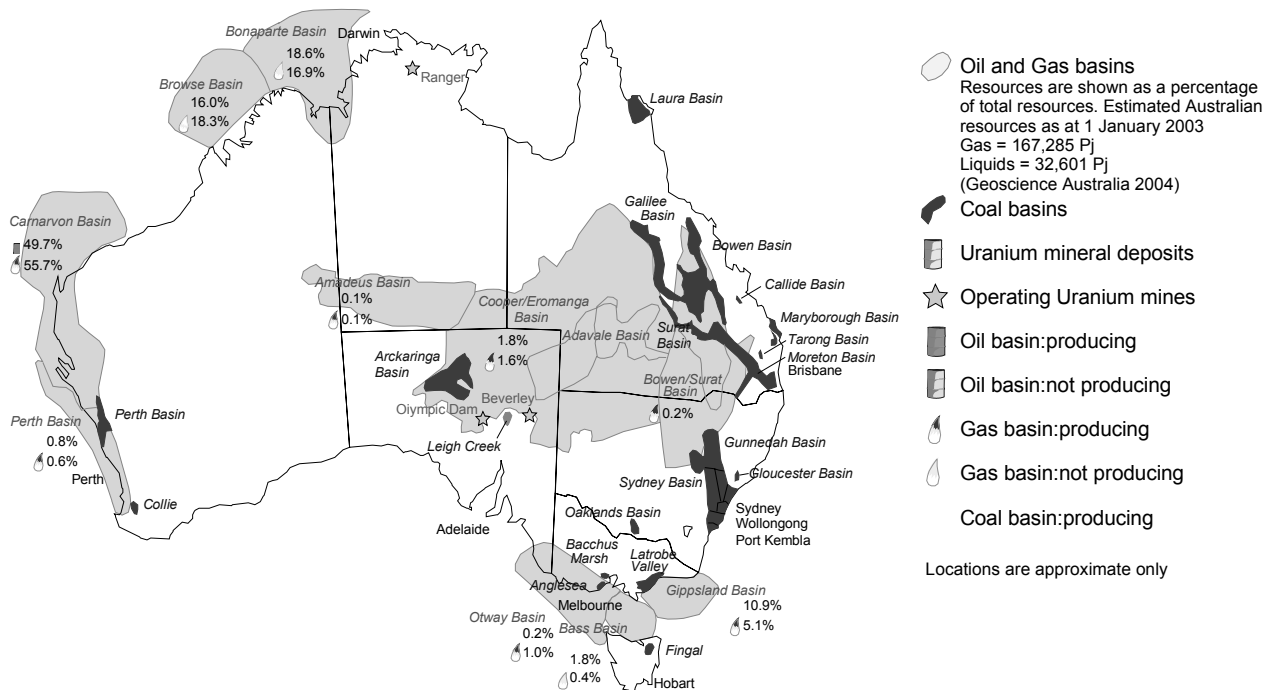 Bonaparte Basin
Darwin
18.6%
16.9%
Ranger
Browse Basin
16.0%
18.3%
Laura Basin
Carnarvon Basin
49.7%
55.7%
Galilee
Basin
Bowen Basin
Amadeus Basin
0.1%
0.1%
Cooper/Eromanga
Basin
1.8%
1.6%
Adavale Basin
Surat
Basin
Callide Basin
Maryborough Basin
Tarong Basin
Moreton Basin
Brisbane
Arckaringa
Basin
Bowen/Surat
Basin
0.2%
Olympic Dam
Beverley
Leigh Creek
Perth Basin
Perth Basin
0.8%
0.6%
Perth
Collie
Gunnedah Basin
Gloucester Basin
Sydney Basin
Sydney
Wollongong
Port Kembla
Oaklands Basin
Adelaide
Bacchus
Marsh
Latrobe
Valley
Anglesea
Melbourne
Gippsland Basin
10.9%
5.1%
Otway Basin
0.2%
1.0%
Bass Basin
1.8%
0.4%
Fingal
Hobart
Oil and Gas basins
Resources are shown as a percentage
of total resources. Estimated Australian
resources as at 1 January 2003
Gas = 167,285 Pj
Liquids = 32,601 Pj
(Geoscience Australia 2004)
Coal basins
Uranium mineral deposits
Operating Uranium mines
Oil basin:producing
Oil basin:not producing
Gas basin:producing
Gas basin:not producing
Coal basin:producing
Locations are approximate only